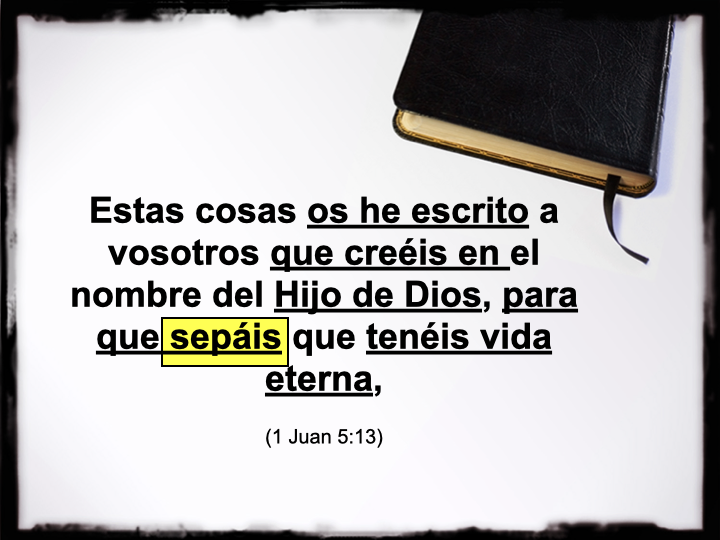 Estas cosas os he escrito a
vosotros que creéis en el
nombre del Hijo de Dios, para
que sepáis que tenéis vida
eterna,
(1 Juan 5:13)